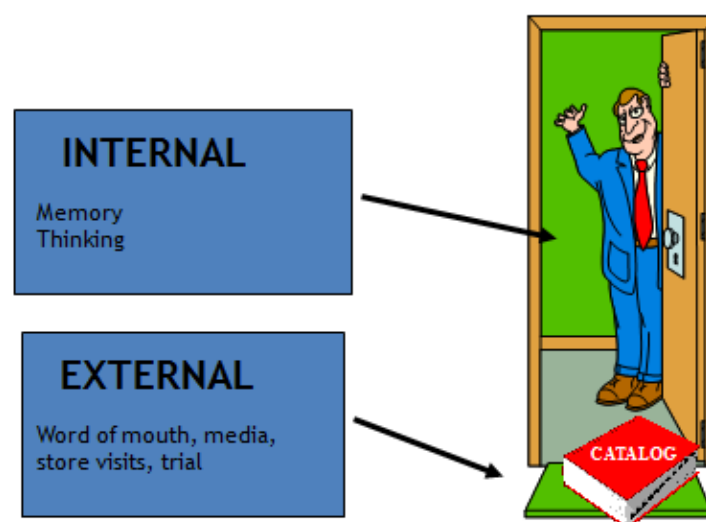 INTERNAL
Memory
Thinking
EXTERNAL
Word of mouth, media,
store visits, trial
CATALOG